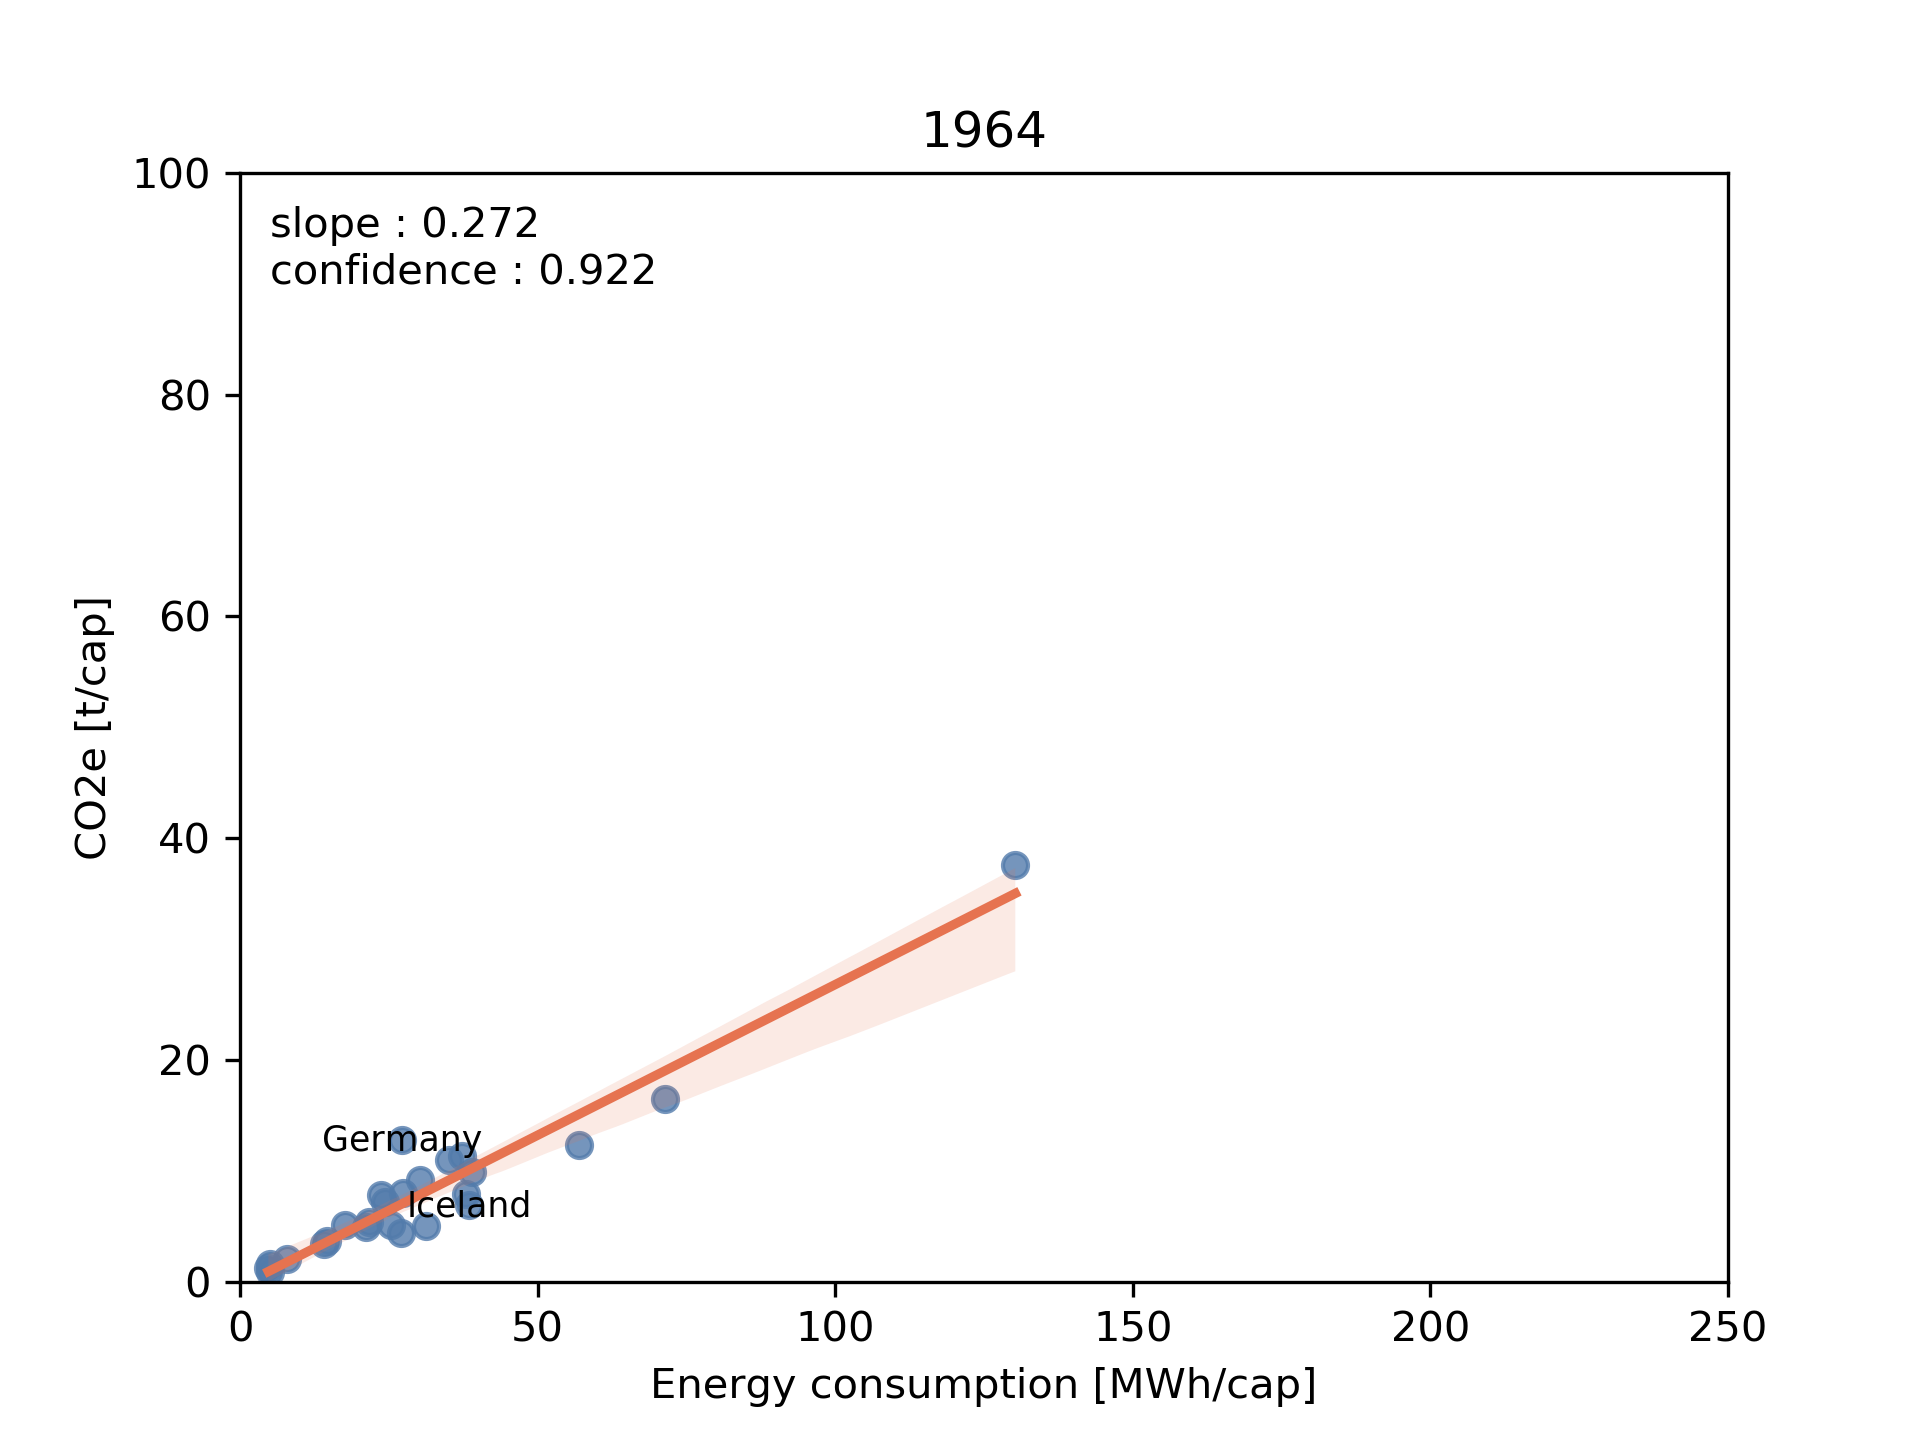 1964
slope : 0.272
confidence : 0.922
100
80
60
40
20
0
CO2e [t/cap]
Germany
Iceland
0 50 100 150 200 250
Energy consumption [MWh/cap]